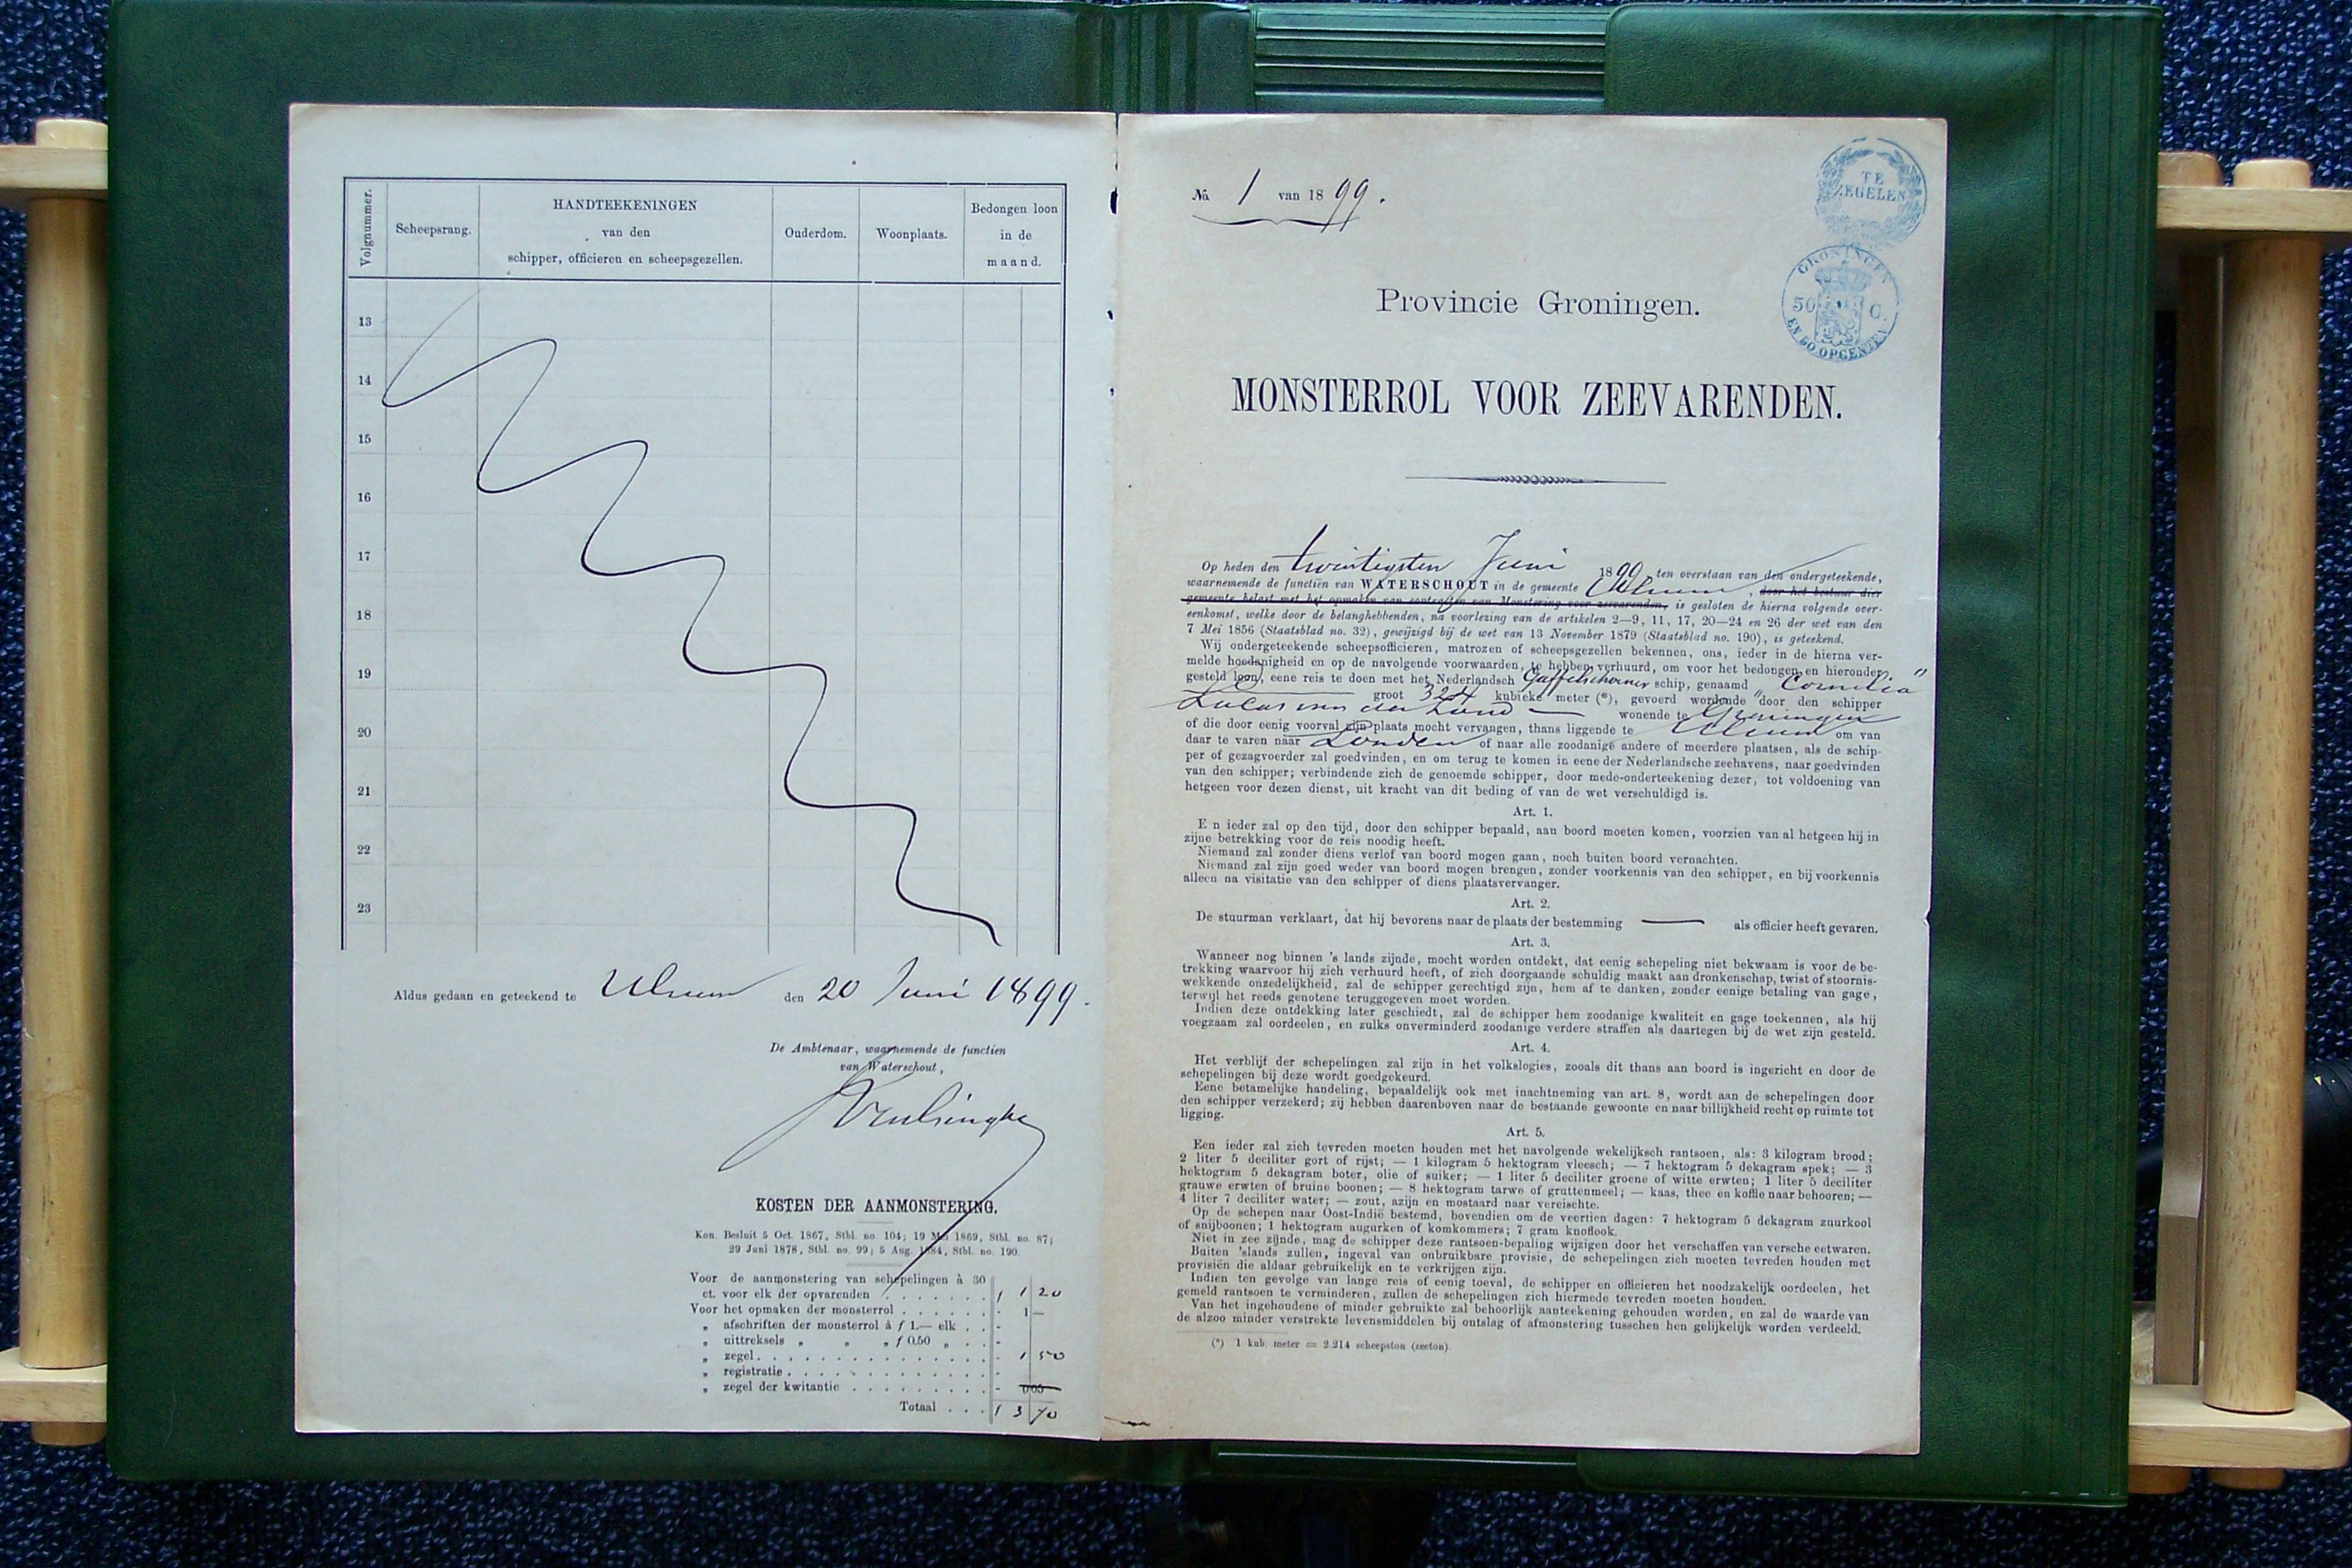 Volgnummer.
Scheepsrang.
HANDTEEKENINGEN
van den
schipper, officieren en scheepsgezellen.
Ouderdom.
Woonplaats.
Bedongen loon
in de
maand.
13
14
15
16
17
18
19
20
21
22
23
Aldus gedaan en geteekend te Ulrum den 20 Juni 1899.
De Ambtenaar, waarnemende de functien
van Waterschout,
KOSTEN DER AANMONSTERING.
Kon. Besluit 5 Oct. 1867, Stbl. no. 104; 19 Mei 1869, Stbl. no. 87;
29 Juni 1878, Stbl. no. 99; 5 Aug. 1884, Stbl. no. 190.
Voor de aanmonstering van schepelingen à 30
ct. voor elk der opvarenden . . . . . . . f 1 20
Voor het opmaken der monsterrol . . . . . . - 1 —
„ afschriften der monsterrol à f 1.— elk . . -
„ uittreksels „ „ „ f 0.50 „ . . -
„ zegel . . . . . . . . . . . . . . - 1 50
„ registratie . . . . . . . . . . . . . -
„ zegel der kwitantie . . . . . . . . . - 0 05
Totaal . . . f 3 70
No. 1 van 1899.
TE
ZEGELEN
GRONINGEN
50 C.
EN 50 OPCENTEN
Provincie Groningen.
MONSTERROL VOOR ZEEVARENDEN.
Op heden den twintigsten Juni 1899 ten overstaan van den ondergeteekende,
waarnemende de functiën van WATERSCHOUT in de gemeente Ulrum, door het bestuur dier
gemeente belast met het opmaken van contracten van Monstering voor zeevarenden, is gesloten de hierna volgende over-
eenkomst, welke door de belanghebbenden, na voorlezing van de artikelen 2—9, 11, 17, 20—24 en 26 der wet van den
7 Mei 1856 (Staatsblad no. 32), gewijzigd bij de wet van 13 November 1879 (Staatsblad no. 190), is geteekend.
Wij ondergeteekende scheepsofficieren, matrozen of scheepsgezellen bekennen, ons, ieder in de hierna ver-
melde hoedanigheid en op de navolgende voorwaarden, te hebben verhuurd, om voor het bedongen en hieronder
gesteld loon, eene reis te doen met het Nederlandsch Gaffelschoener schip, genaamd "Cornelia"
groot 324 kubieke meter (*), gevoerd wordende door den schipper
Lucas van der Zand wonende te Groningen
of die door eenig voorval zijn plaats mocht vervangen, thans liggende te Ulrum om van
daar te varen naar Londen of naar alle zoodanige andere of meerdere plaatsen, als de schip-
per of gezagvoerder zal goedvinden, en om terug te komen in eene der Nederlandsche zeehavens, naar goedvinden
van den schipper; verbindende zich de genoemde schipper, door mede-onderteekening dezer, tot voldoening van
hetgeen voor dezen dienst, uit kracht van dit beding of van de wet verschuldigd is.
Art. 1.
E n ieder zal op den tijd, door den schipper bepaald, aan boord moeten komen, voorzien van al hetgeen hij in
zijne betrekking voor de reis noodig heeft.
Niemand zal zonder diens verlof van boord mogen gaan, noch buiten boord vernachten.
Niemand zal zijn goed weder van boord mogen brengen, zonder voorkennis van den schipper, en bij voorkennis
alleen na visitatie van den schipper of diens plaatsvervanger.
Art. 2.
De stuurman verklaart, dat hij bevorens naar de plaats der bestemming — als officier heeft gevaren.
Art. 3.
Wanneer nog binnen 's lands zijnde, mocht worden ontdekt, dat eenig schepeling niet bekwaam is voor de be-
trekking waarvoor hij zich verhuurd heeft, of zich doorgaande schuldig maakt aan dronkenschap, twist of stoornis-
wekkende onzedelijkheid, zal de schipper gerechtigd zijn, hem af te danken, zonder eenige betaling van gage,
terwijl het reeds genotene teruggegeven moet worden.
Indien deze ontdekking later geschiedt, zal de schipper hem zoodanige kwaliteit en gage toekennen, als hij
voegzaam zal oordeelen, en zulks onverminderd zoodanige verdere straffen als daartegen bij de wet zijn gesteld.
Art. 4.
Het verblijf der schepelingen zal zijn in het volkslogies, zooals dit thans aan boord is ingericht en door de
schepelingen bij deze wordt goedgekeurd.
Eene betamelijke handeling, bepaaldelijk ook met inachtneming van art. 8, wordt aan de schepelingen door
den schipper verzekerd; zij hebben daarenboven naar de bestaande gewoonte en naar billijkheid recht op ruimte tot
ligging.
Art. 5.
Een ieder zal zich tevreden moeten houden met het navolgende wekelijksch rantsoen, als: 3 kilogram brood;
2 liter 5 deciliter gort of rijst; — 1 kilogram 5 hektogram vleesch; — 7 hektogram 5 dekagram spek; — 3
hektogram 5 dekagram boter, olie of suiker; — 1 liter 5 deciliter groene of witte erwten; 1 liter 5 deciliter
grauwe erwten of bruine boonen; — 8 hektogram tarwe of gruttenmeel; — kaas, thee en koffie naar behooren; —
4 liter 7 deciliter water; — zout, azijn en mostaard naar vereischte.
Op de schepen naar Oost-Indië bestemd, bovendien om de veertien dagen: 7 hektogram 5 dekagram zuurkool
of snijboonen; 1 hektogram augurken of komkommers; 7 gram knoflook.
Niet in zee zijnde, mag de schipper deze rantsoen-bepaling wijzigen door het verschaffen van versche eetwaren.
Buiten 'slands zullen, ingeval van onbruikbare provisie, de schepelingen zich moeten tevreden houden met
provisiën die aldaar gebruikelijk en te verkrijgen zijn.
Indien ten gevolge van lange reis of eenig toeval, de schipper en officieren het noodzakelijk oordeelen, het
gemeld rantsoen te verminderen, zullen de schepelingen zich hiermede tevreden moeten houden.
Van het ingehoudene of minder gebruikte zal behoorlijk aanteekening gehouden worden, en zal de waarde van
de alzoo minder verstrekte levensmiddelen bij ontslag of afmonstering tusschen hen gelijkelijk worden verdeeld.
(*) 1 kub. meter = 2.214 scheepston (zeeton).